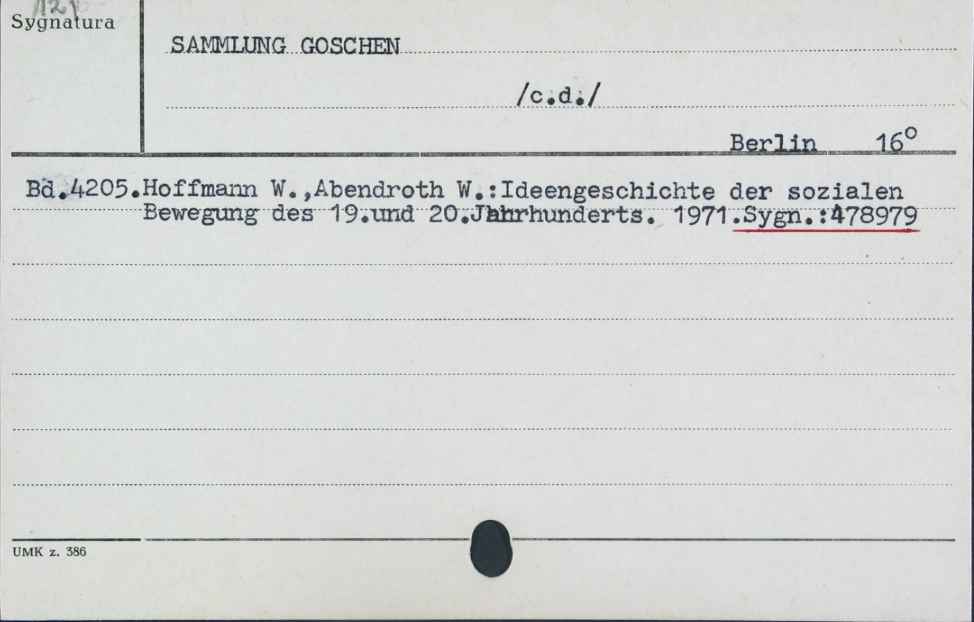 Sygnatura
SAMMLUNG GOSCHEN
/c.d./
Berlin 16°
Bd.4205.Hoffmann W.,Abendroth W.:Ideengeschichte der sozialen
Bewegung des 19.und 20.Jahrhunderts. 1971.Sygn.:478979
UMK z. 386